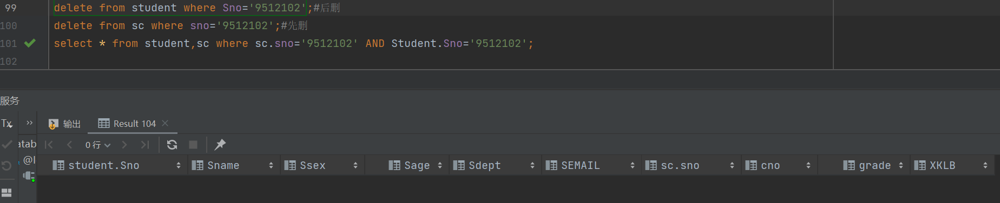 99 delete from student where Sno='9512102';#后删
100 delete from sc where sno='9512102';#先删
101 select * from student,sc where sc.sno='9512102' AND Student.Sno='9512102';
102
服务
Tx » 输出 Result 104
0 行
atab
@l
student.Sno Sname Ssex Sage Sdept SEMAIL sc.sno cno grade XKLB